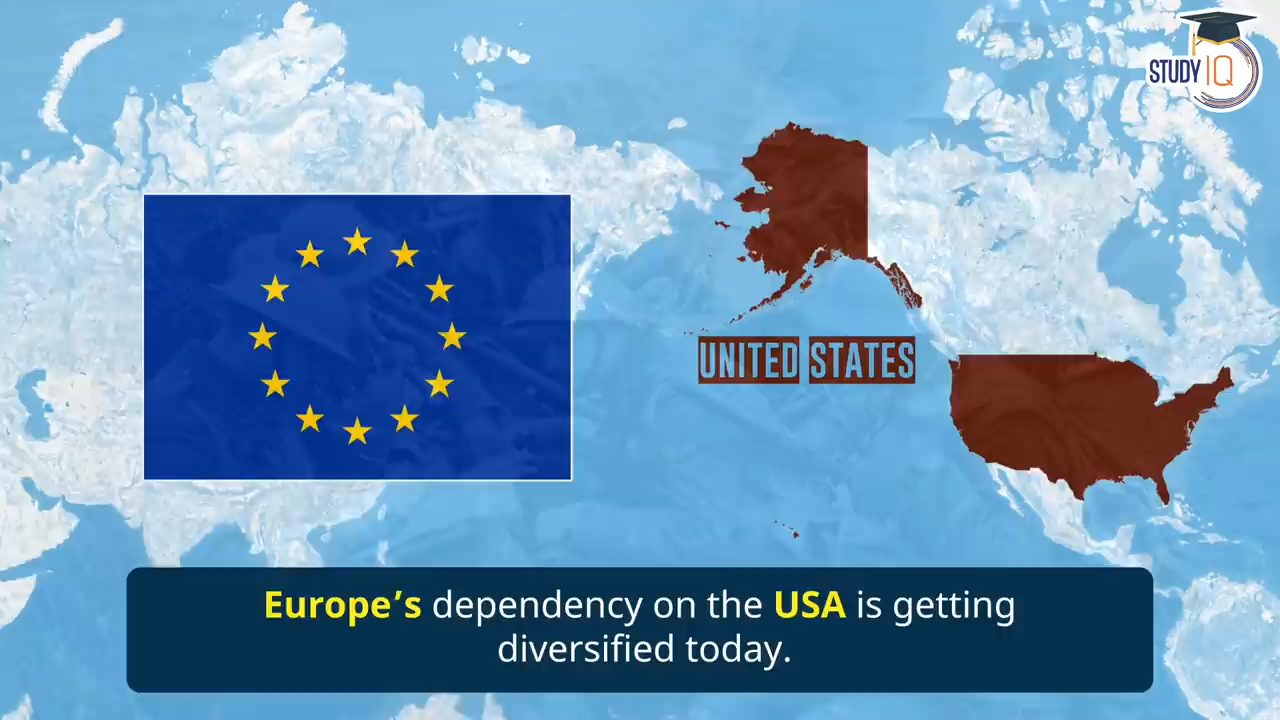 STUDY IQ
UNITED STATES
Europe’s dependency on the USA is getting
diversified today.